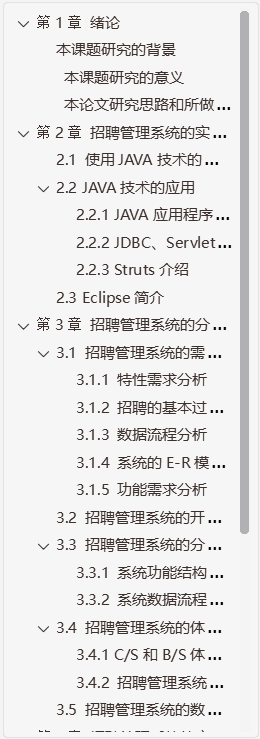 第 1 章 绪论
本课题研究的背景
本课题研究的意义
本论文研究思路和所做...
第 2 章 招聘管理系统的实...
2.1 使用 JAVA 技术的...
2.2 JAVA 技术的应用
2.2.1 JAVA 应用程序...
2.2.2 JDBC、Servlet...
2.2.3 Struts 介绍
2.3 Eclipse 简介
第 3 章 招聘管理系统的分...
3.1 招聘管理系统的需...
3.1.1 特性需求分析
3.1.2 招聘的基本过...
3.1.3 数据流程分析
3.1.4 系统的 E-R 模...
3.1.5 功能需求分析
3.2 招聘管理系统的开...
3.3 招聘管理系统的分...
3.3.1 系统功能结构...
3.3.2 系统数据流程...
3.4 招聘管理系统的体...
3.4.1 C/S 和 B/S 体...
3.4.2 招聘管理系统...
3.5 招聘管理系统的数...